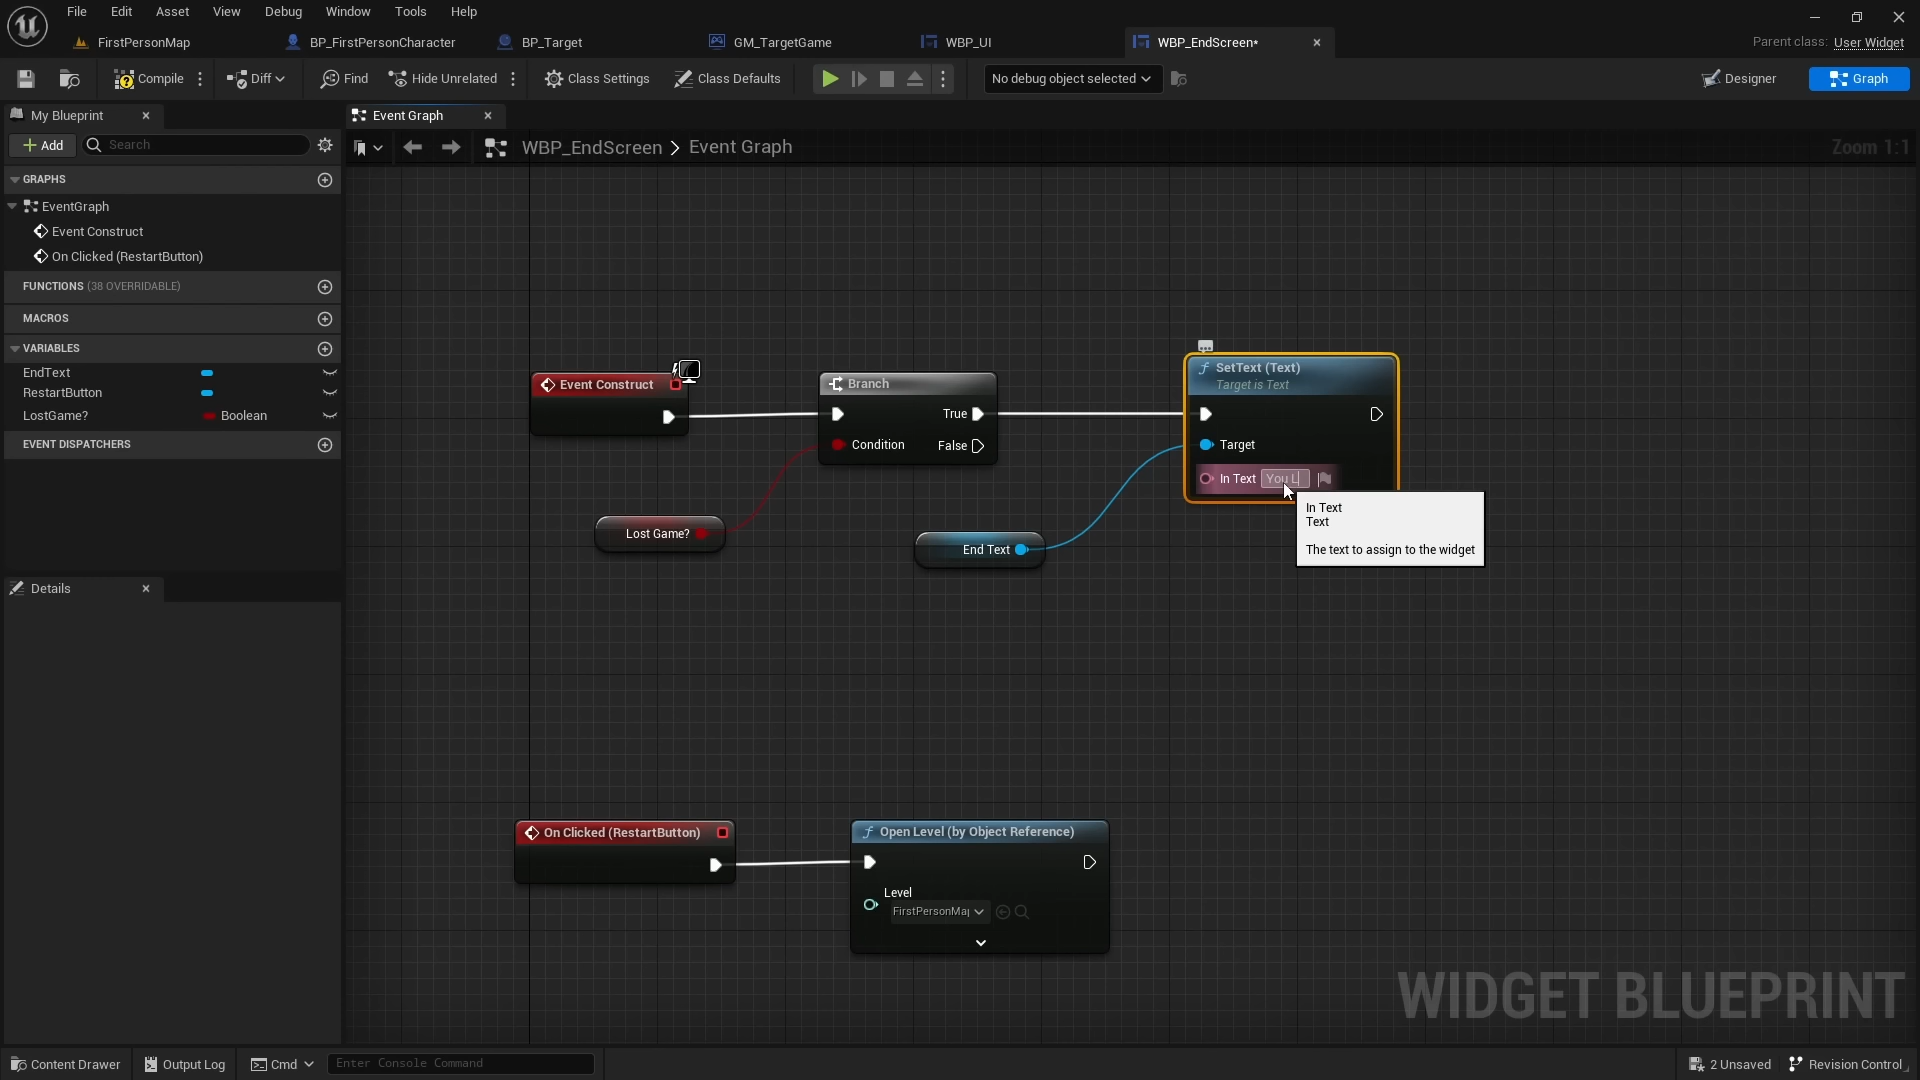 File Edit Asset View Debug Window Tools Help
FirstPersonMap BP_FirstPersonCharacter BP_Target GM_TargetGame WBP_UI WBP_EndScreen* Parent class: User Widget
Compile Diff Find Hide Unrelated Class Settings Class Defaults No debug object selected Designer Graph
My Blueprint
Event Graph
Add Search
WBP_EndScreen > Event Graph
Zoom 1:1
GRAPHS
EventGraph
Event Construct
On Clicked (RestartButton)
FUNCTIONS (38 OVERRIDABLE)
MACROS
VARIABLES
EndText
RestartButton
LostGame? Boolean
EVENT DISPATCHERS
Details
Event Construct
Branch
True
Condition False
SetText (Text)
Target is Text
Target
In Text You L
In Text
Text
The text to assign to the widget
Lost Game?
End Text
On Clicked (RestartButton)
Open Level (by Object Reference)
Level
FirstPersonMap
WIDGET BLUEPRINT
Content Drawer Output Log Cmd Enter Console Command 2 Unsaved Revision Control